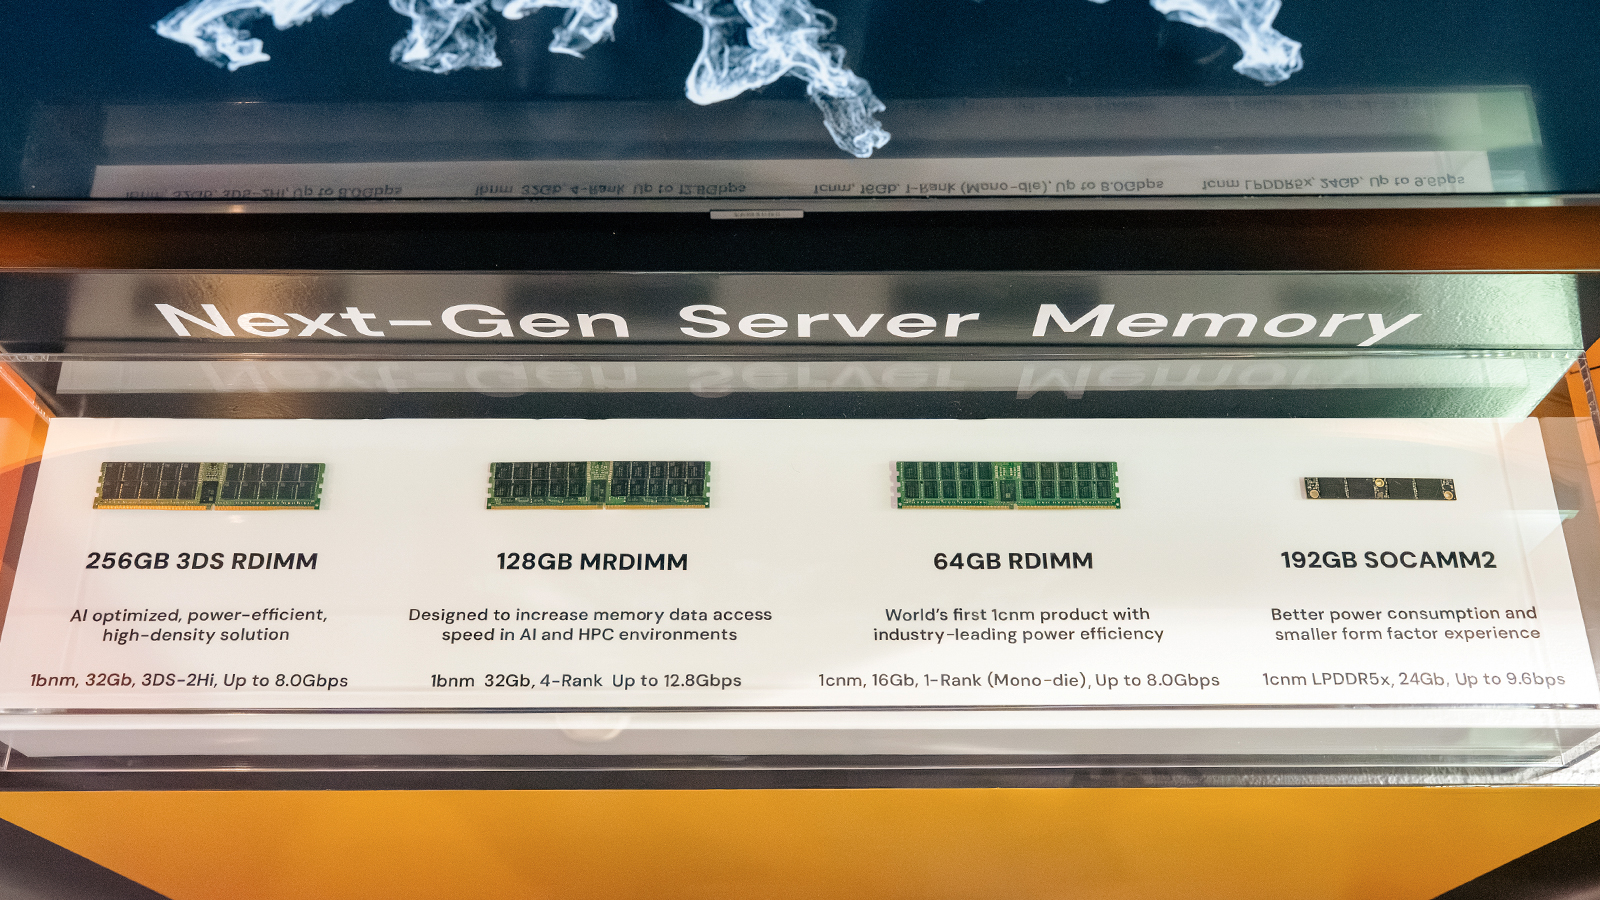 Next-Gen Server Memory
256GB 3DS RDIMM
AI optimized, power-efficient,
high-density solution
1bnm, 32Gb, 3DS-2Hi, Up to 8.0Gbps
128GB MRDIMM
Designed to increase memory data access
speed in AI and HPC environments
1bnm 32Gb, 4-Rank Up to 12.8Gbps
64GB RDIMM
World's first 1cnm product with
industry-leading power efficiency
1cnm, 16Gb, 1-Rank (Mono-die), Up to 8.0Gbps
192GB SOCAMM2
Better power consumption and
smaller form factor experience
1cnm LPDDR5x, 24Gb, Up to 9.6bps